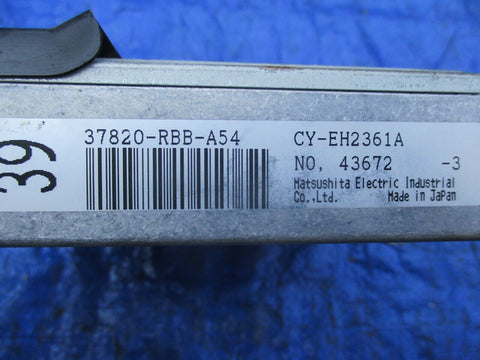 39
37820-RBB-A54
CY-EH2361A
NO, 43672 -3
Matsushita Electric Industrial
Co.,Ltd. Made in JaPan